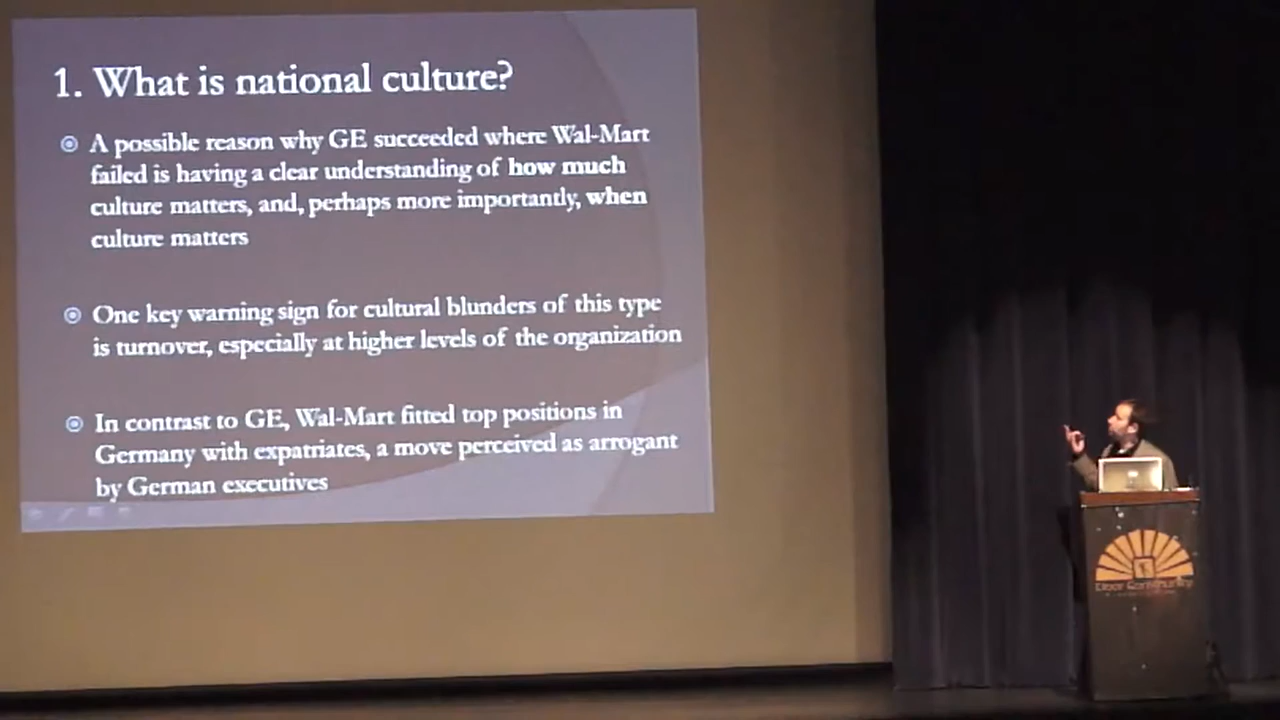 1. What is national culture?
A possible reason why GE succeeded where Wal-Mart
failed is having a clear understanding of how much
culture matters, and, perhaps more importantly, when
culture matters
One key warning sign for cultural blunders of this type
is turnover, especially at higher levels of the organization
In contrast to GE, Wal-Mart fitted top positions in
Germany with expatriates, a move perceived as arrogant
by German executives
Community